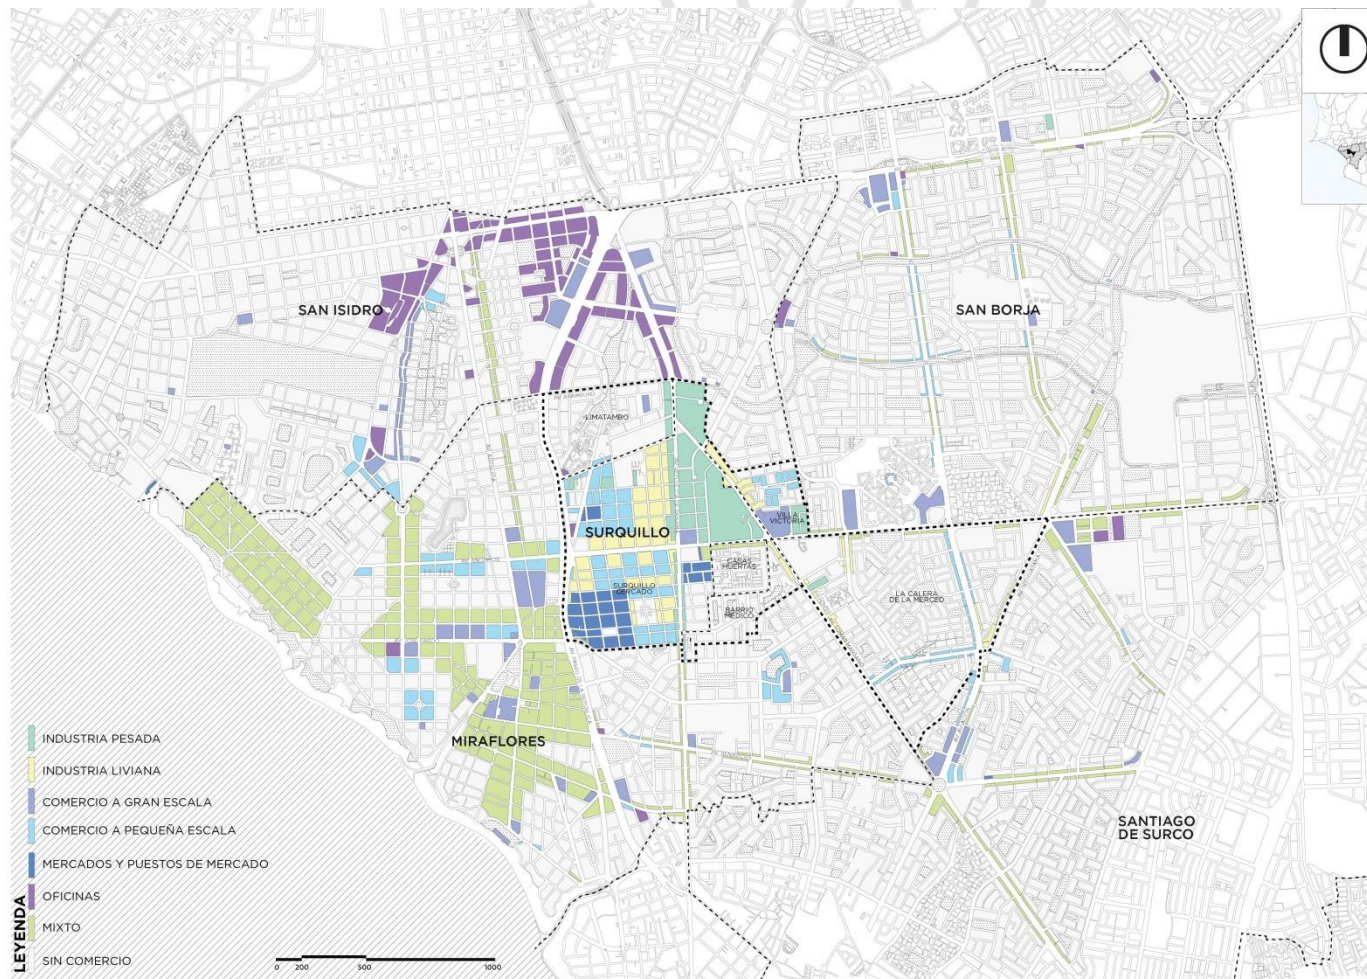 SAN ISIDRO
SAN BORJA
LIMATAMBO
VILLA
VICTORIA
SURQUILLO
CASAS
HUERTAS
SURQUILLO
CERCADO
LA CALERA
DE LA MERCED
BARRIO
MEDICO
MIRAFLORES
SANTIAGO
DE SURCO
LEYENDA
INDUSTRIA PESADA
INDUSTRIA LIVIANA
COMERCIO A GRAN ESCALA
COMERCIO A PEQUEÑA ESCALA
MERCADOS Y PUESTOS DE MERCADO
OFICINAS
MIXTO
SIN COMERCIO
0 200 500 1000